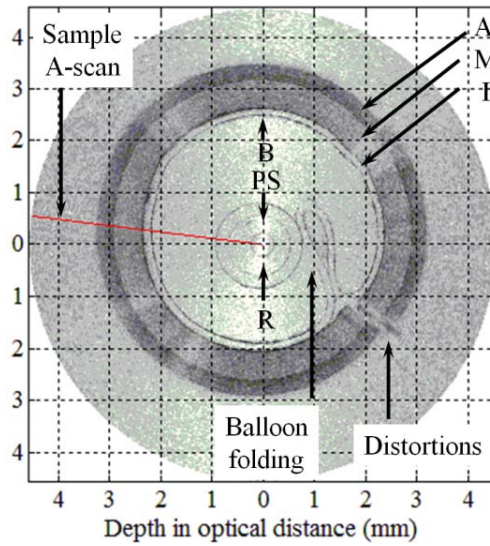 4
Sample
A-scan
A
M
3
I
2
B
1
PS
0
1
R
2
3
Balloon
folding
Distortions
4
4 3 2 1 0 1 2 3 4
Depth in optical distance (mm)